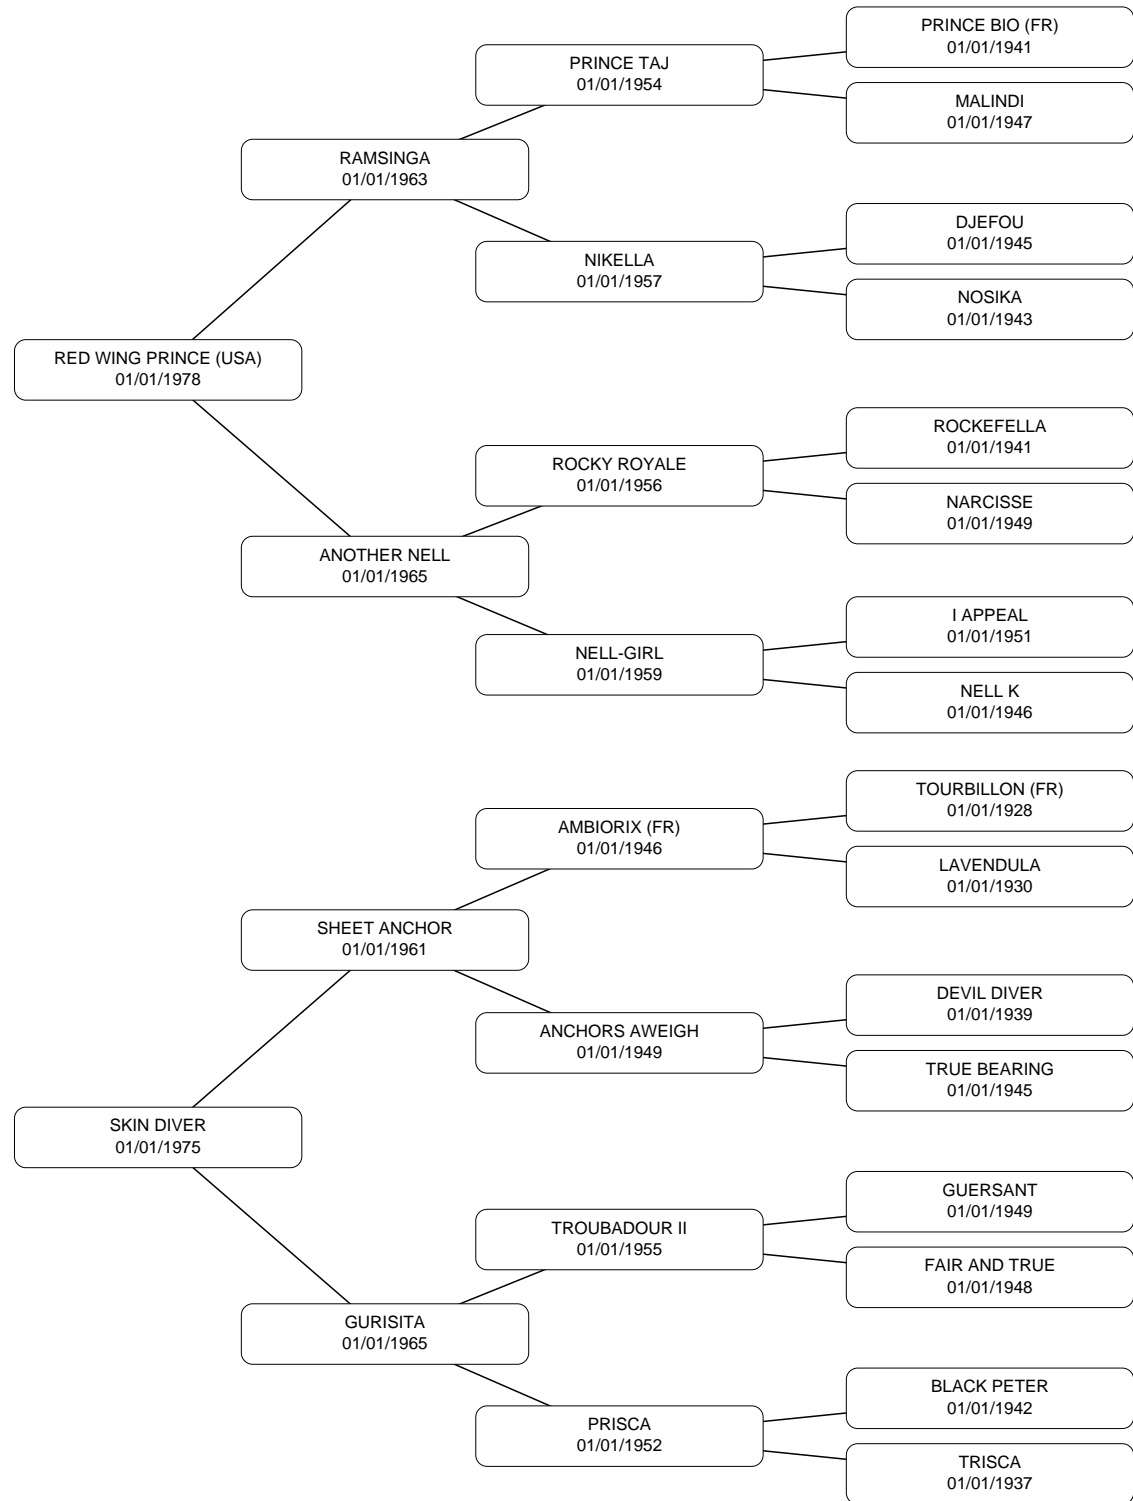 PRINCE BIO (FR)
01/01/1941
PRINCE TAJ
01/01/1954
MALINDI
01/01/1947
RAMSINGA
01/01/1963
DJEFOU
01/01/1945
NIKELLA
01/01/1957
NOSIKA
01/01/1943
RED WING PRINCE (USA)
01/01/1978
ROCKEFELLA
01/01/1941
ROCKY ROYALE
01/01/1956
NARCISSE
01/01/1949
ANOTHER NELL
01/01/1965
I APPEAL
01/01/1951
NELL-GIRL
01/01/1959
NELL K
01/01/1946
TOURBILLON (FR)
01/01/1928
AMBIORIX (FR)
01/01/1946
LAVENDULA
01/01/1930
SHEET ANCHOR
01/01/1961
DEVIL DIVER
01/01/1939
ANCHORS AWEIGH
01/01/1949
TRUE BEARING
01/01/1945
SKIN DIVER
01/01/1975
GUERSANT
01/01/1949
TROUBADOUR II
01/01/1955
FAIR AND TRUE
01/01/1948
GURISITA
01/01/1965
BLACK PETER
01/01/1942
PRISCA
01/01/1952
TRISCA
01/01/1937